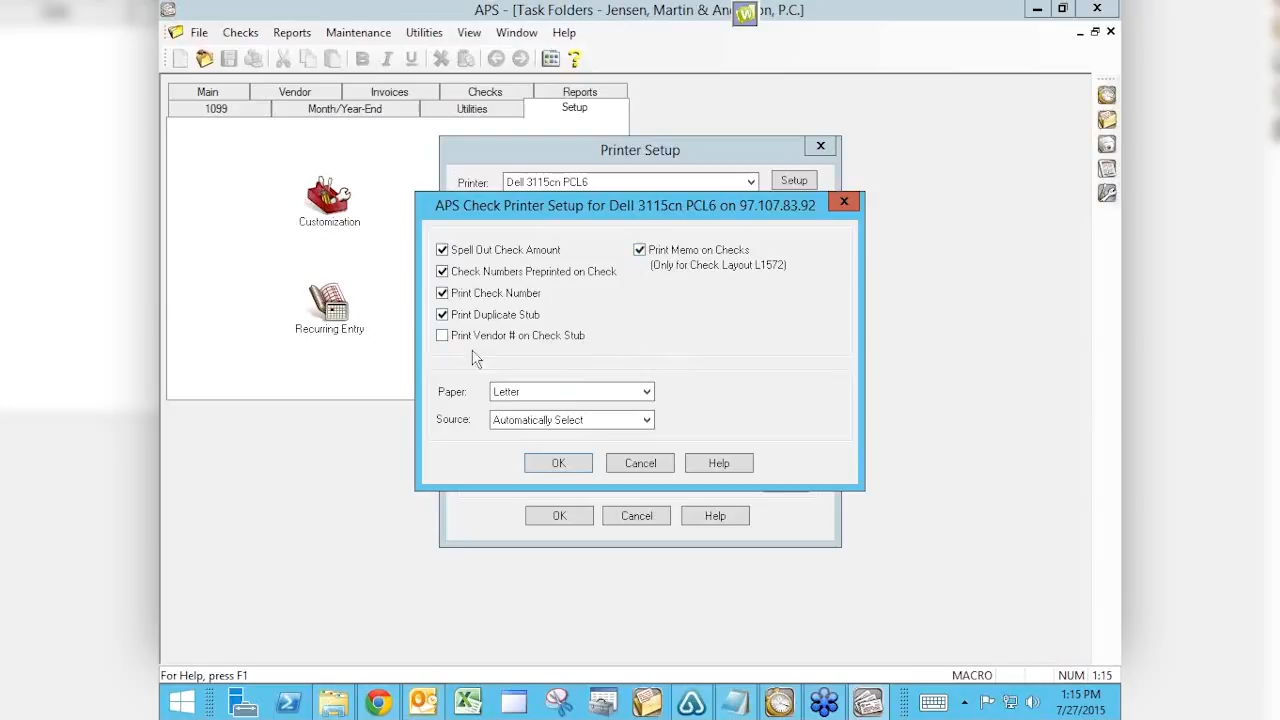 APS - [Task Folders - Jensen, Martin & An on, P.C.]
File Checks Reports Maintenance Utilities View Window Help
Main Vendor Invoices Checks Reports
1099 Month/Year-End Utilities Setup
Customization
Recurring Entry
Printer Setup
Printer: Dell 3115cn PCL6 Setup
APS Check Printer Setup for Dell 3115cn PCL6 on 97.107.83.92
Spell Out Check Amount
Check Numbers Preprinted on Check
Print Check Number
Print Duplicate Stub
Print Vendor # on Check Stub
Print Memo on Checks
(Only for Check Layout L1572)
Paper: Letter
Source: Automatically Select
OK Cancel Help
OK Cancel Help
For Help, press F1
MACRO NUM 1:15
1:15 PM
7/27/2015